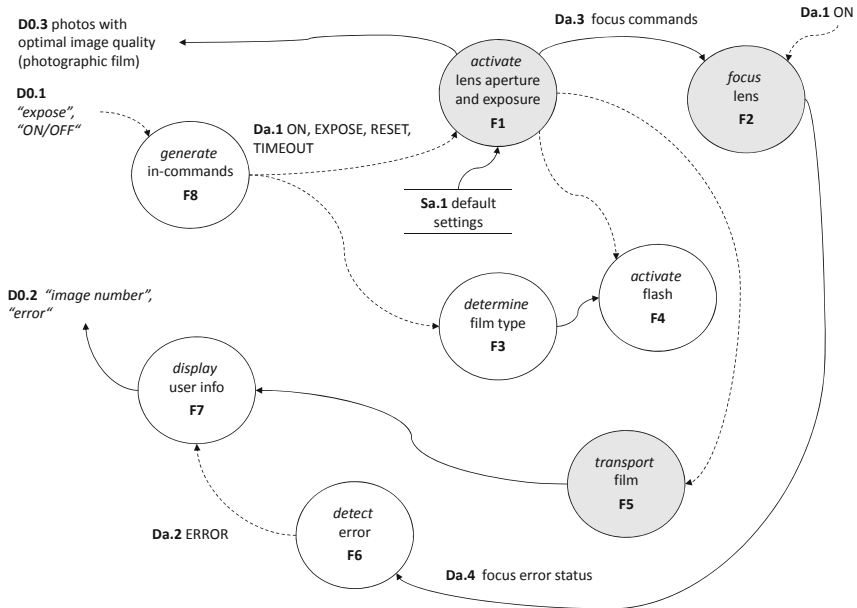 D0.3 photos with
optimal image quality
(photographic film)
Da.3 focus commands
Da.1 ON
activate
lens aperture
and exposure
F1
focus
lens
F2
D0.1
“expose”,
“ON/OFF“
Da.1 ON, EXPOSE, RESET,
TIMEOUT
generate
in-commands
F8
Sa.1 default
settings
D0.2 “image number”,
“error“
activate
flash
F4
determine
film type
F3
display
user info
F7
transport
film
F5
detect
error
F6
Da.2 ERROR
Da.4 focus error status